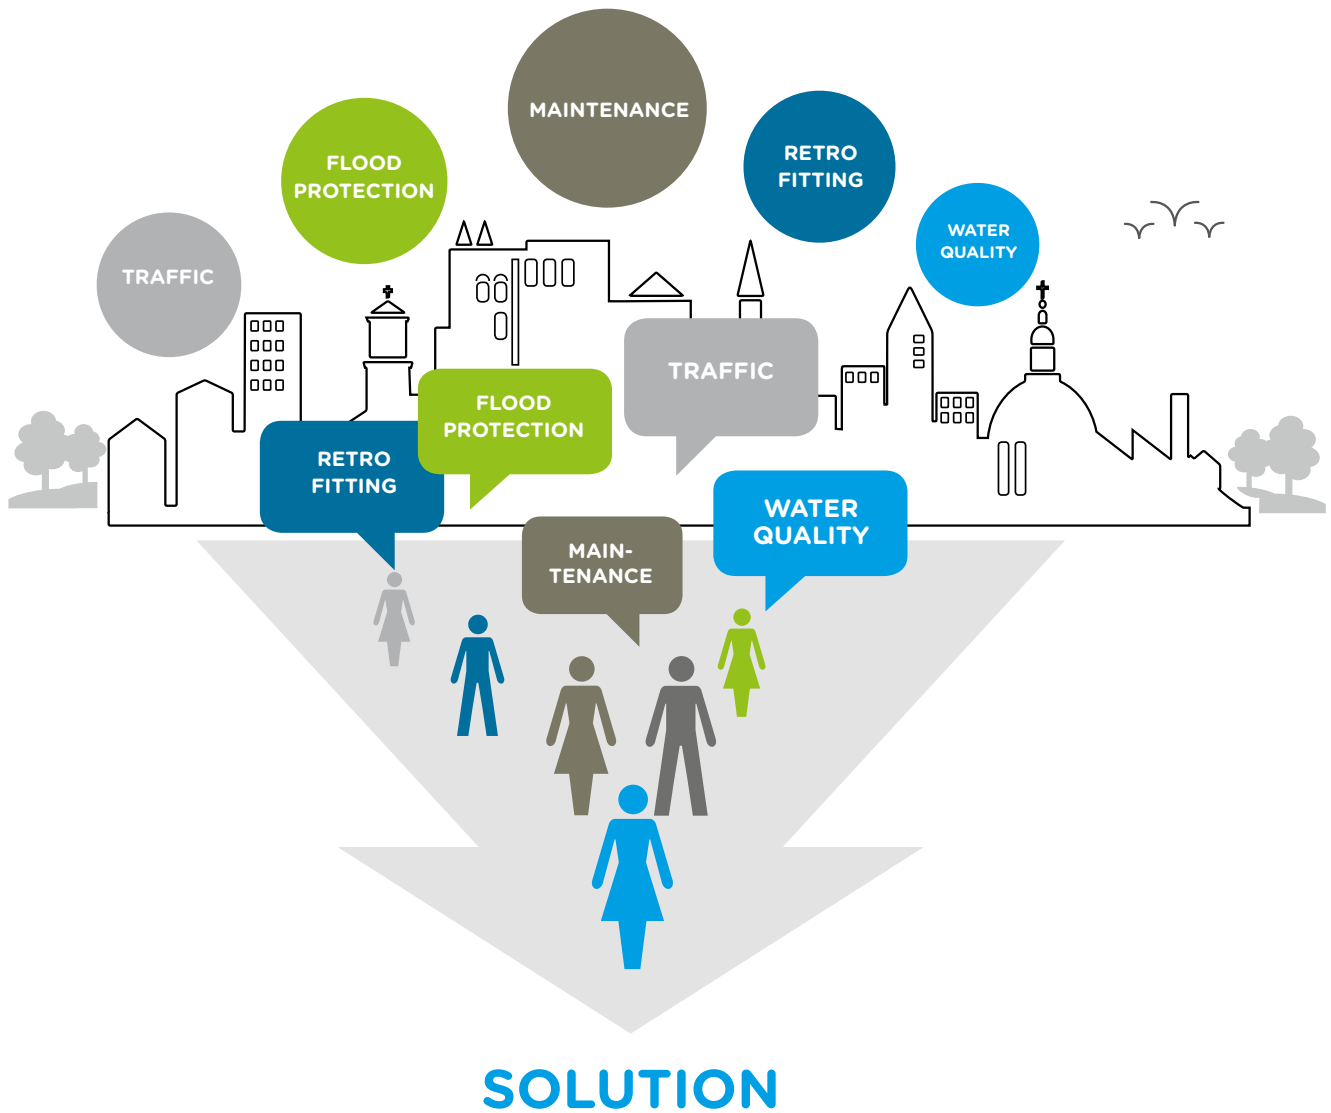 MAINTENANCE
FLOOD
PROTECTION
RETRO
FITTING
WATER
QUALITY
TRAFFIC
TRAFFIC
FLOOD
PROTECTION
RETRO
FITTING
WATER
QUALITY
MAIN-
TENANCE
SOLUTION